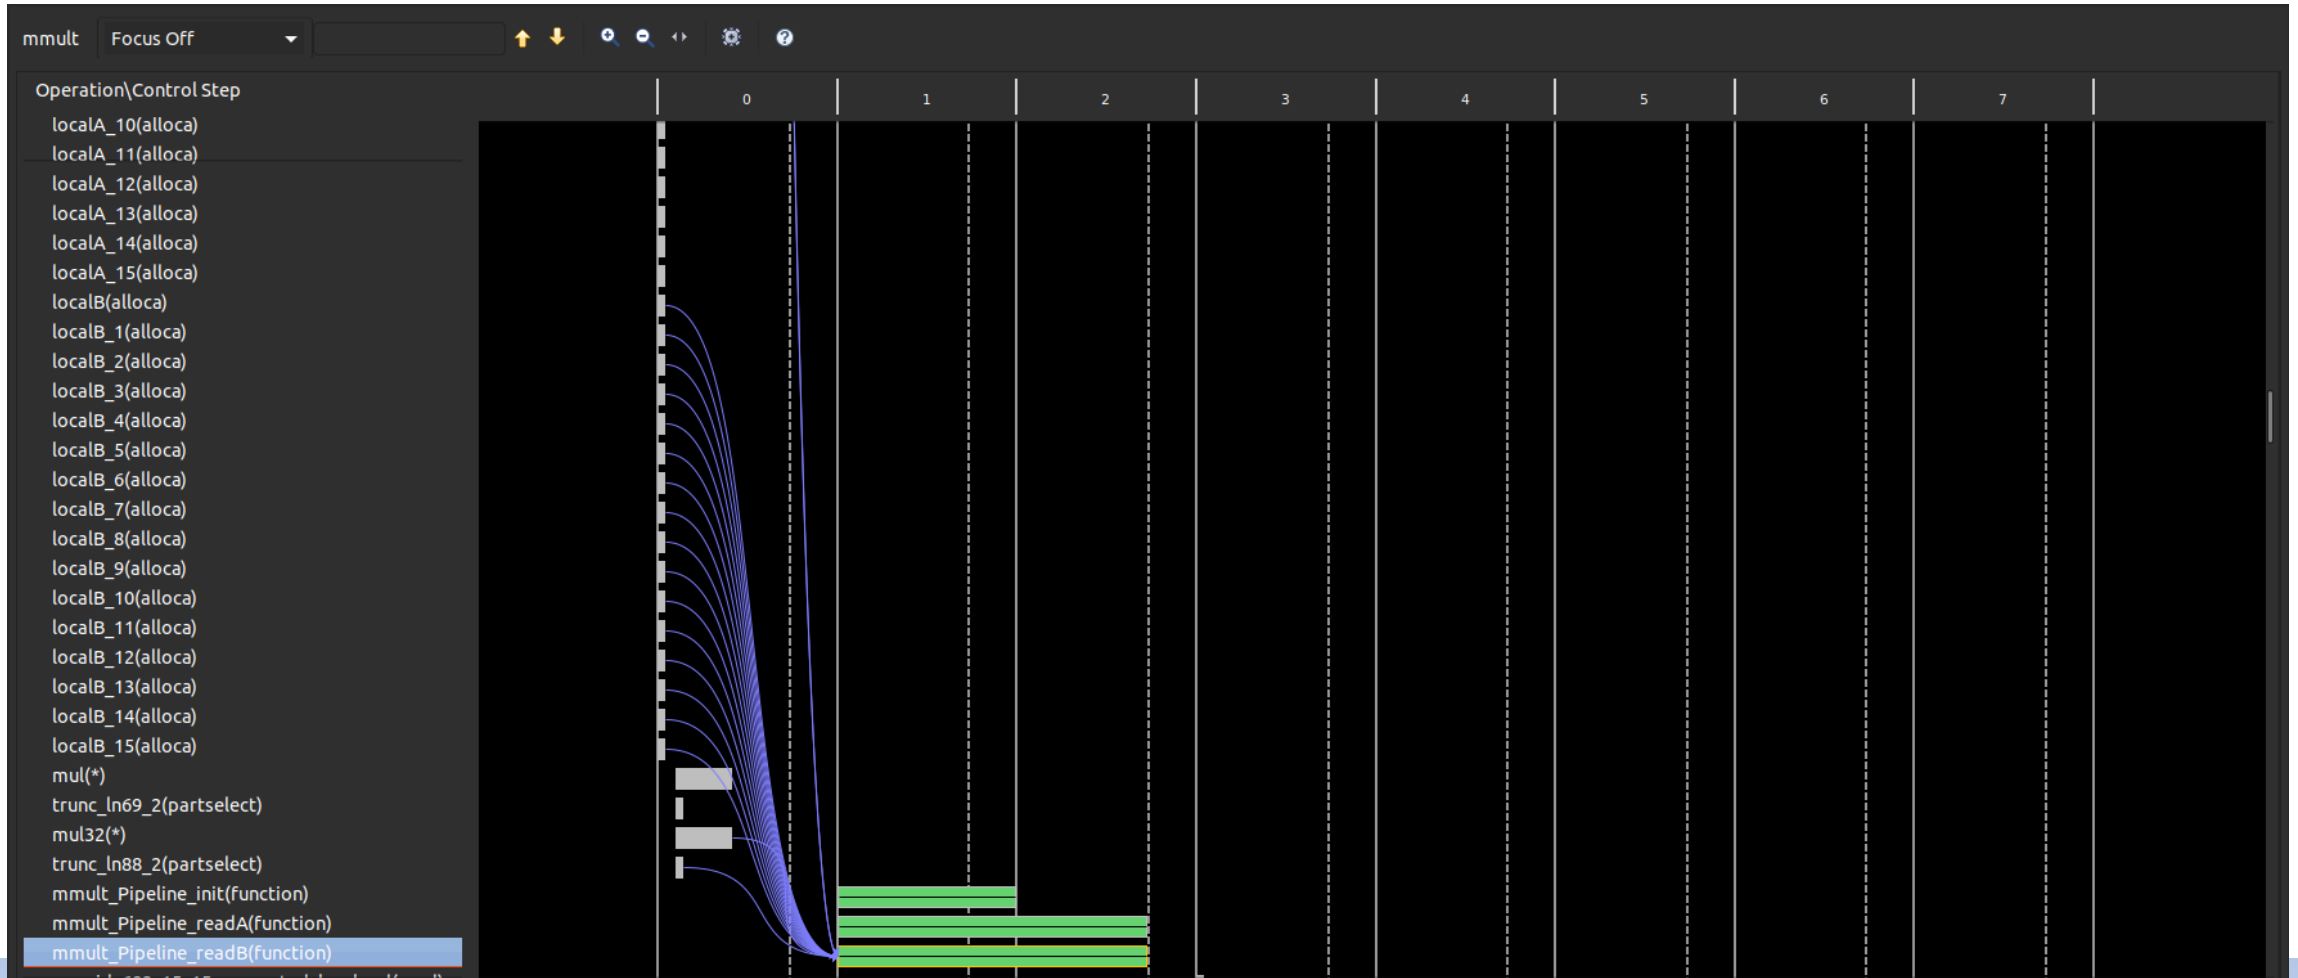 mmult Focus Off
Operation\Control Step 0 1 2 3 4 5 6 7
localA_10(alloca)
localA_11(alloca)
localA_12(alloca)
localA_13(alloca)
localA_14(alloca)
localA_15(alloca)
localB(alloca)
localB_1(alloca)
localB_2(alloca)
localB_3(alloca)
localB_4(alloca)
localB_5(alloca)
localB_6(alloca)
localB_7(alloca)
localB_8(alloca)
localB_9(alloca)
localB_10(alloca)
localB_11(alloca)
localB_12(alloca)
localB_13(alloca)
localB_14(alloca)
localB_15(alloca)
mul(*)
trunc_ln69_2(partselect)
mul32(*)
trunc_ln88_2(partselect)
mmult_Pipeline_init(function)
mmult_Pipeline_readA(function)
mmult_Pipeline_readB(function)